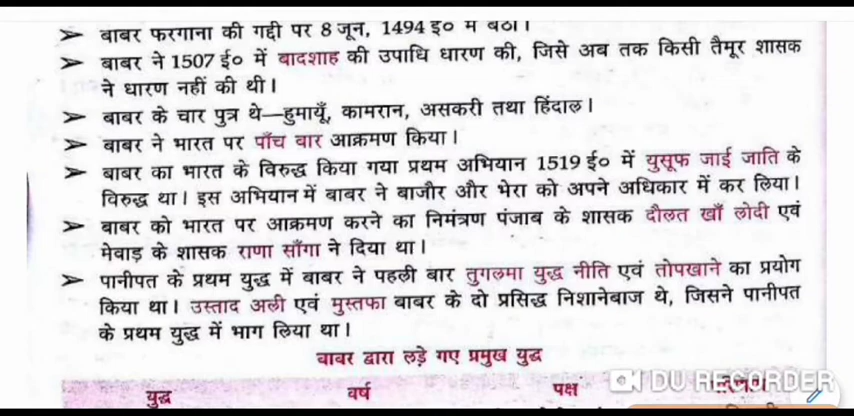 ➤ बाबर फरगाना की गद्दी पर 8 जून, 1494 ई० में बैठा।
➤ बाबर ने 1507 ई० में बादशाह की उपाधि धारण की, जिसे अब तक किसी तैमूर शासक
ने धारण नहीं की थी।
➤ बाबर के चार पुत्र थे—हुमायूँ, कामरान, असकरी तथा हिंदाल।
➤ बाबर ने भारत पर पाँच बार आक्रमण किया।
➤ बाबर का भारत के विरुद्ध किया गया प्रथम अभियान 1519 ई० में युसूफ जाई जाति के
विरुद्ध था। इस अभियान में बाबर ने बाजौर और भेरा को अपने अधिकार में कर लिया।
➤ बाबर को भारत पर आक्रमण करने का निमंत्रण पंजाब के शासक दौलत खाँ लोदी एवं
मेवाड़ के शासक राणा साँगा ने दिया था।
➤ पानीपत के प्रथम युद्ध में बाबर ने पहली बार तुगलमा युद्ध नीति एवं तोपखाने का प्रयोग
किया था। उस्ताद अली एवं मुस्तफा बाबर के दो प्रसिद्ध निशानेबाज थे, जिसने पानीपत
के प्रथम युद्ध में भाग लिया था।
बाबर द्वारा लड़े गए प्रमुख युद्ध
युद्ध वर्ष पक्ष
DU RECORDER